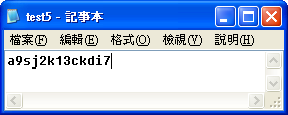 test5 - 記事本
檔案(F) 編輯(E) 格式(O) 檢視(V) 說明(H)
a9sj2k13ckdi7